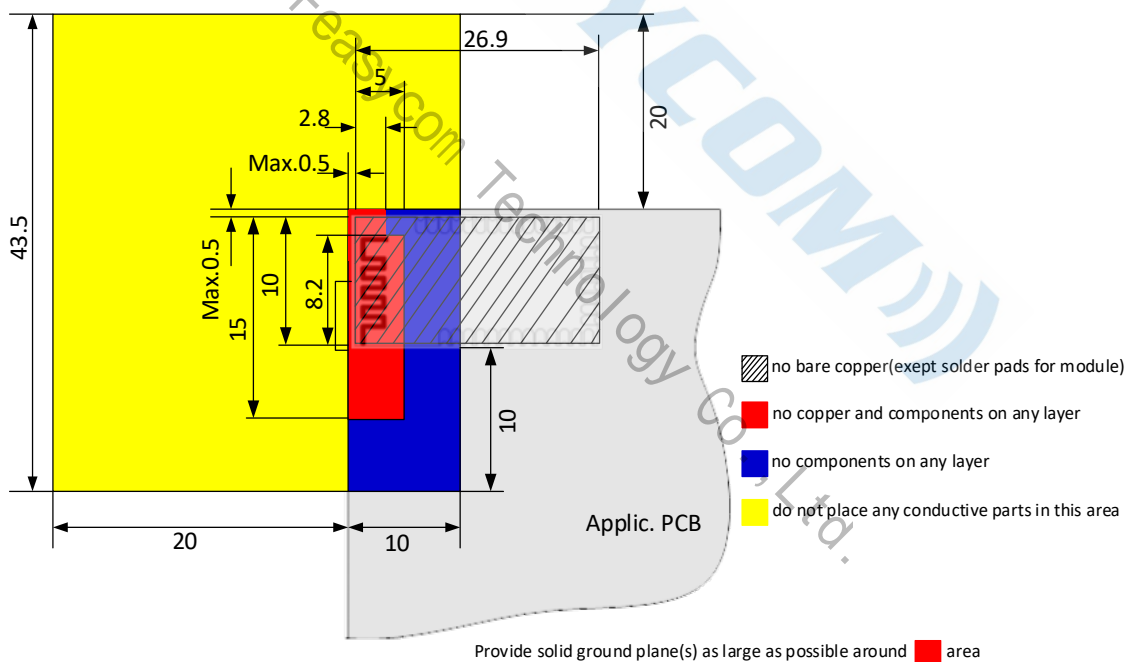 26.9
5
2.8
20
Max.0.5
43.5
Max.0.5
10
8.2
15
10
20
10
Applic. PCB
no bare copper(exept solder pads for module)
no copper and components on any layer
no components on any layer
do not place any conductive parts in this area
Provide solid ground plane(s) as large as possible around area
Feasycom Technology Co., Ltd.
YCOM